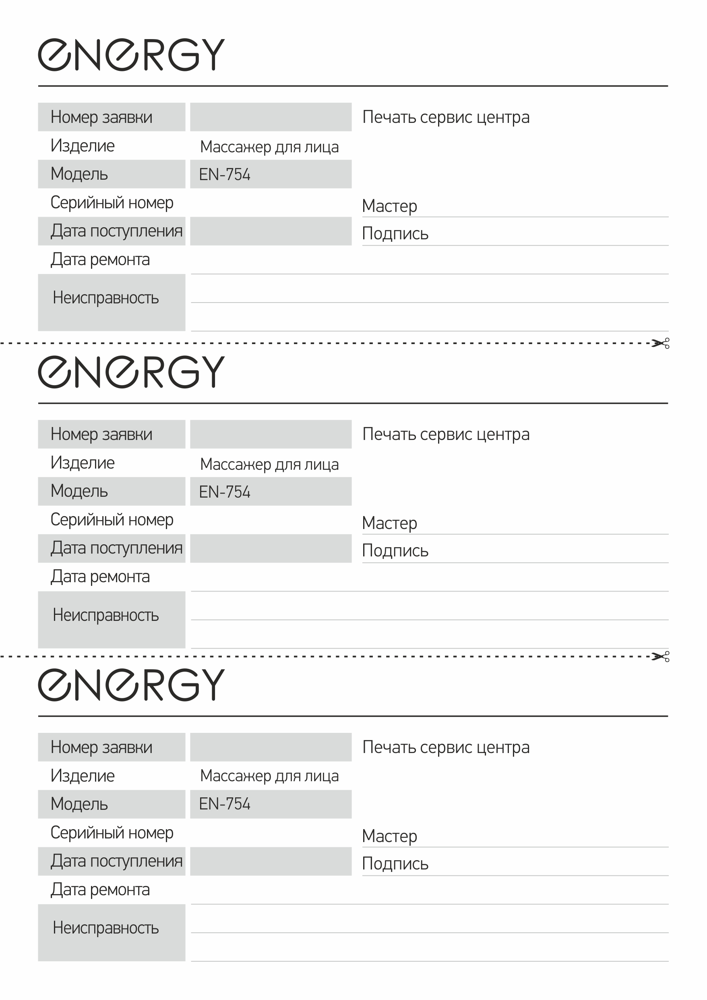 ENERGY
Номер заявки
Печать сервис центра
Изделие Массажер для лица
Модель EN-754
Серийный номер
Мастер
Дата поступления
Подпись
Дата ремонта
Неисправность
ENERGY
Номер заявки
Печать сервис центра
Изделие Массажер для лица
Модель EN-754
Серийный номер
Мастер
Дата поступления
Подпись
Дата ремонта
Неисправность
ENERGY
Номер заявки
Печать сервис центра
Изделие Массажер для лица
Модель EN-754
Серийный номер
Мастер
Дата поступления
Подпись
Дата ремонта
Неисправность